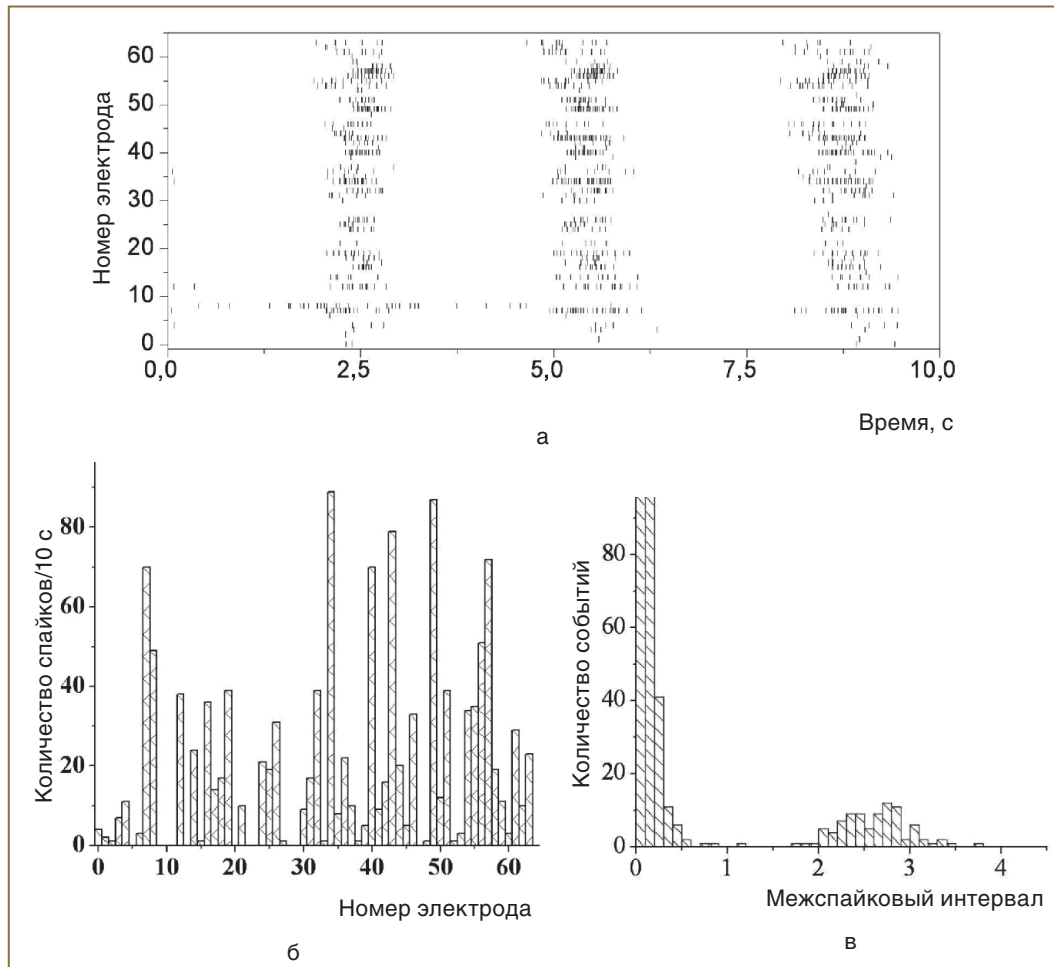 Номер электрода
60
50
40
30
20
10
0
0,0 2,5 5,0 7,5 10,0
Время, с
а
Количество спайков/10 с
80
60
40
20
0
0 10 20 30 40 50 60
Номер электрода
б
Количество событий
80
60
40
20
0
0 1 2 3 4
Межспайковый интервал
в